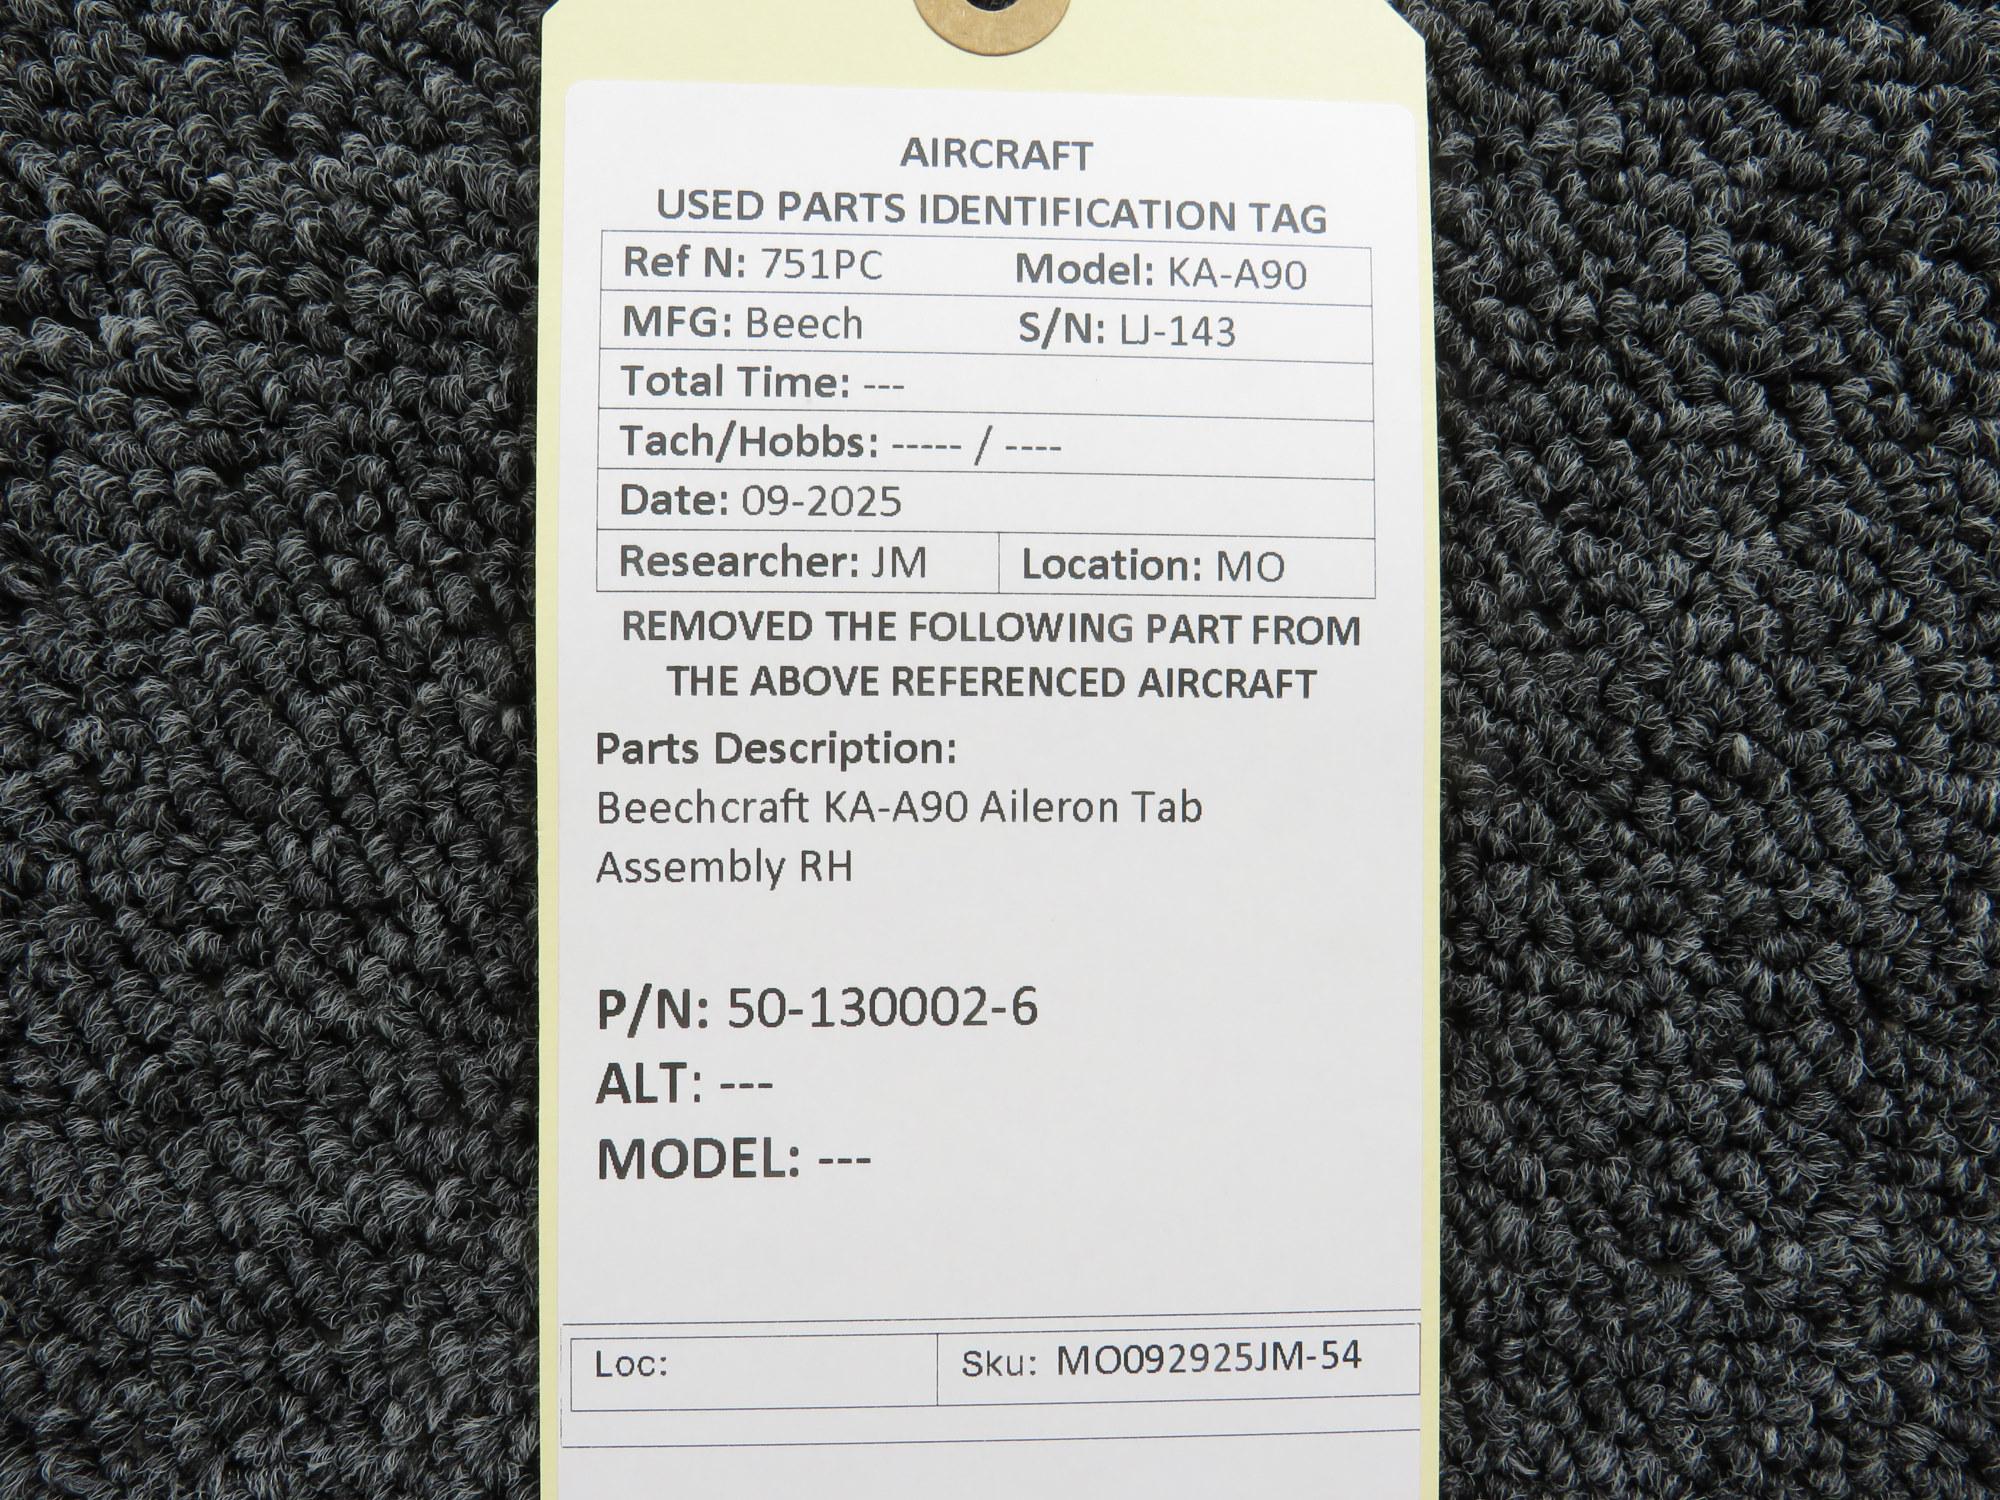 AIRCRAFT
USED PARTS IDENTIFICATION TAG
Ref N: 751PC Model: KA-A90
MFG: Beech S/N: LJ-143
Total Time: ---
Tach/Hobbs: ----- / ----
Date: 09-2025
Researcher: JM Location: MO
REMOVED THE FOLLOWING PART FROM
THE ABOVE REFERENCED AIRCRAFT
Parts Description:
Beechcraft KA-A90 Aileron Tab
Assembly RH
P/N: 50-130002-6
ALT: ---
MODEL: ---
Loc: Sku: MO092925JM-54